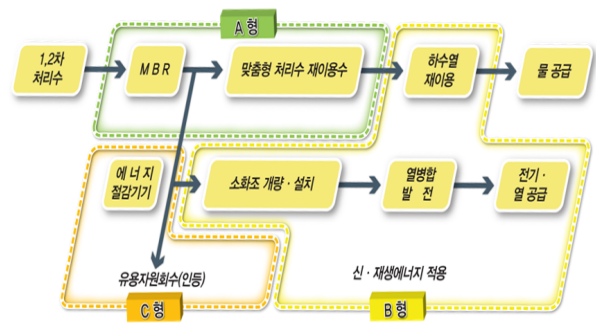 A 형
1,2차
처리수
M B R
맞춤형 처리수 재이용수
하수열
재이용
물 공급
에 너 지
절감기기
소화조 개량 · 설치
열병합
발 전
전기 ·
열 공급
유용자원회수(인등)
신 · 재생에너지 적용
C 형
B 형